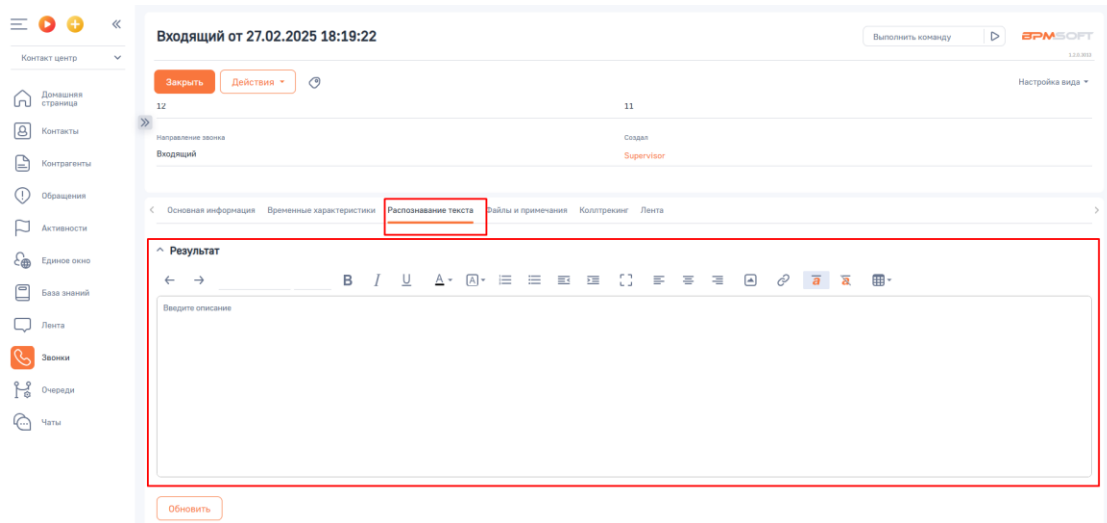 Входящий от 27.02.2025 18:19:22
Выполнить команду
BPMSOFT
Контакт центр
Закрыть Действия Настройка вида
12 11
Направление звонка Создал
Входящий Supervisor
Домашняя
страница
Контакты
Контрагенты
Обращения
Активности
Единое окно
База знаний
Лента
Звонки
Очереди
Чаты
Основная информация Временные характеристики Распознавание текста Файлы и примечания Коллтрекинг Лента
Результат
B I U A A a a
Введите описание
Обновить